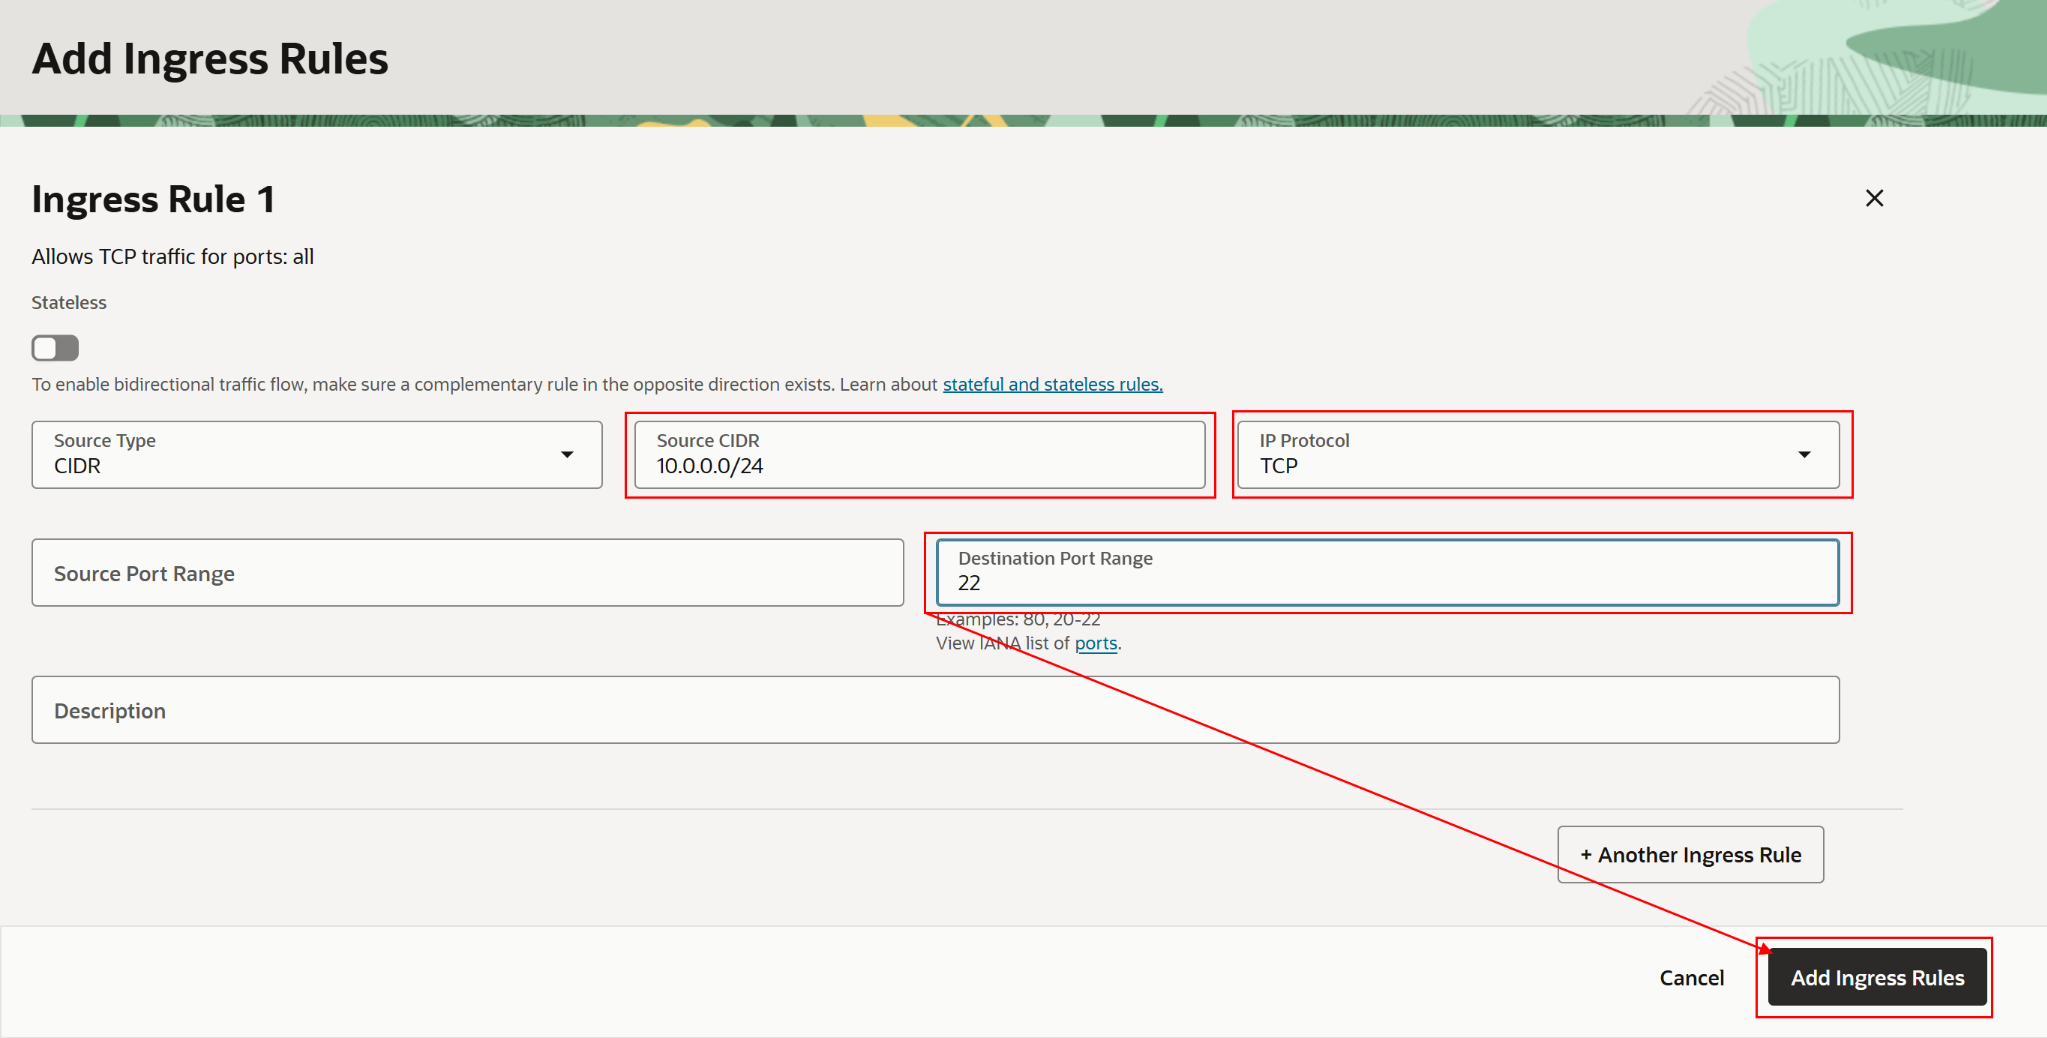 Add Ingress Rules
Ingress Rule 1
Allows TCP traffic for ports: all
Stateless
To enable bidirectional traffic flow, make sure a complementary rule in the opposite direction exists. Learn about stateful and stateless rules.
Source Type
CIDR
Source CIDR
10.0.0.0/24
IP Protocol
TCP
Source Port Range
Destination Port Range
22
Examples: 80, 20-22
View IANA list of ports.
Description
+ Another Ingress Rule
Cancel
Add Ingress Rules